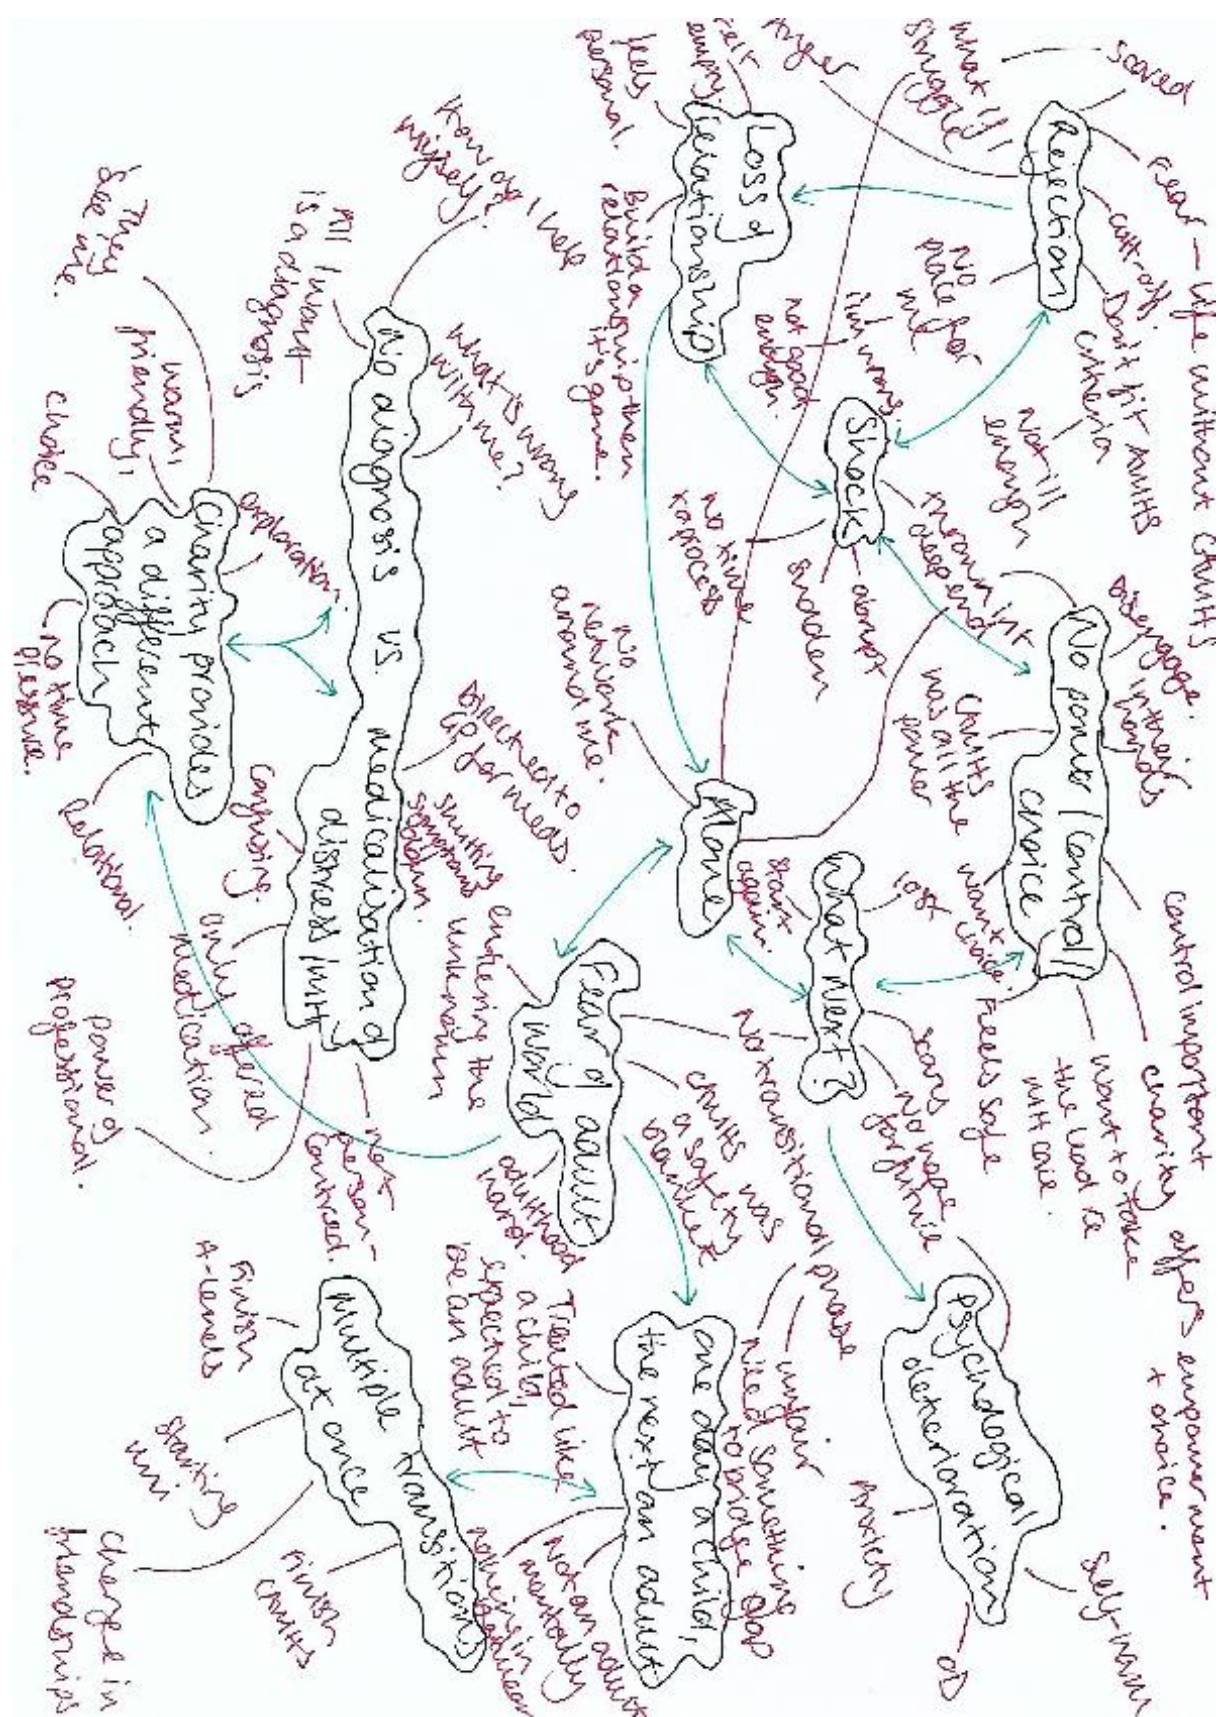 scared
Fear – Life without CAMHS
Rejection
what if I
struggle
Anger
cut-off.
Don't fit AMHS
criteria
Not ill
enough
No
place for
me
Loss of
relationship
felt
empty.
feels
personal.
Build a
relationship then
it's gone.
Shock
I'm wrong.
not good
enough.
No time
to process
sudden
abrupt
thrown into
deep end
No power/control/
choice
Disengage.
in their
hands
CAMHS
has all the
power
want choice.
Feels safe
Want to take
the lead re
MH care.
control important
charity offers empowerment
+ choice.
Alone
No
network
around me.
What next?
lost
start
again.
scary
No hope
for future
No transitional phase
Psychological
deterioration
Anxiety
OD
Self-harm
Fear of adult
world
Entering the
unknown
CAMHS was
a safety
blanket
adulthood
hard.
one day a child,
the next an adult
unfair
Need something
to bridge gap
Treated like
a child,
expected to
be an adult
Not an adult
mentally
nothing in
between
Multiple transitions
at once
Finish
A-Levels
Starting
uni
Finish
CAMHS
Change in
friendships
No diagnosis vs. medicalisation of
distress/MH
How do I help
myself?
All I want
is a diagnosis
What is wrong
with me?
Directed to
GP for meds.
shutting
symptoms
down.
Confusing.
only offered
medication.
power of
professional.
not
person-
centred.
Charity provides
a different
approach
They
see me.
warm,
friendly,
choice
exploration.
No time
pressure.
Relational.